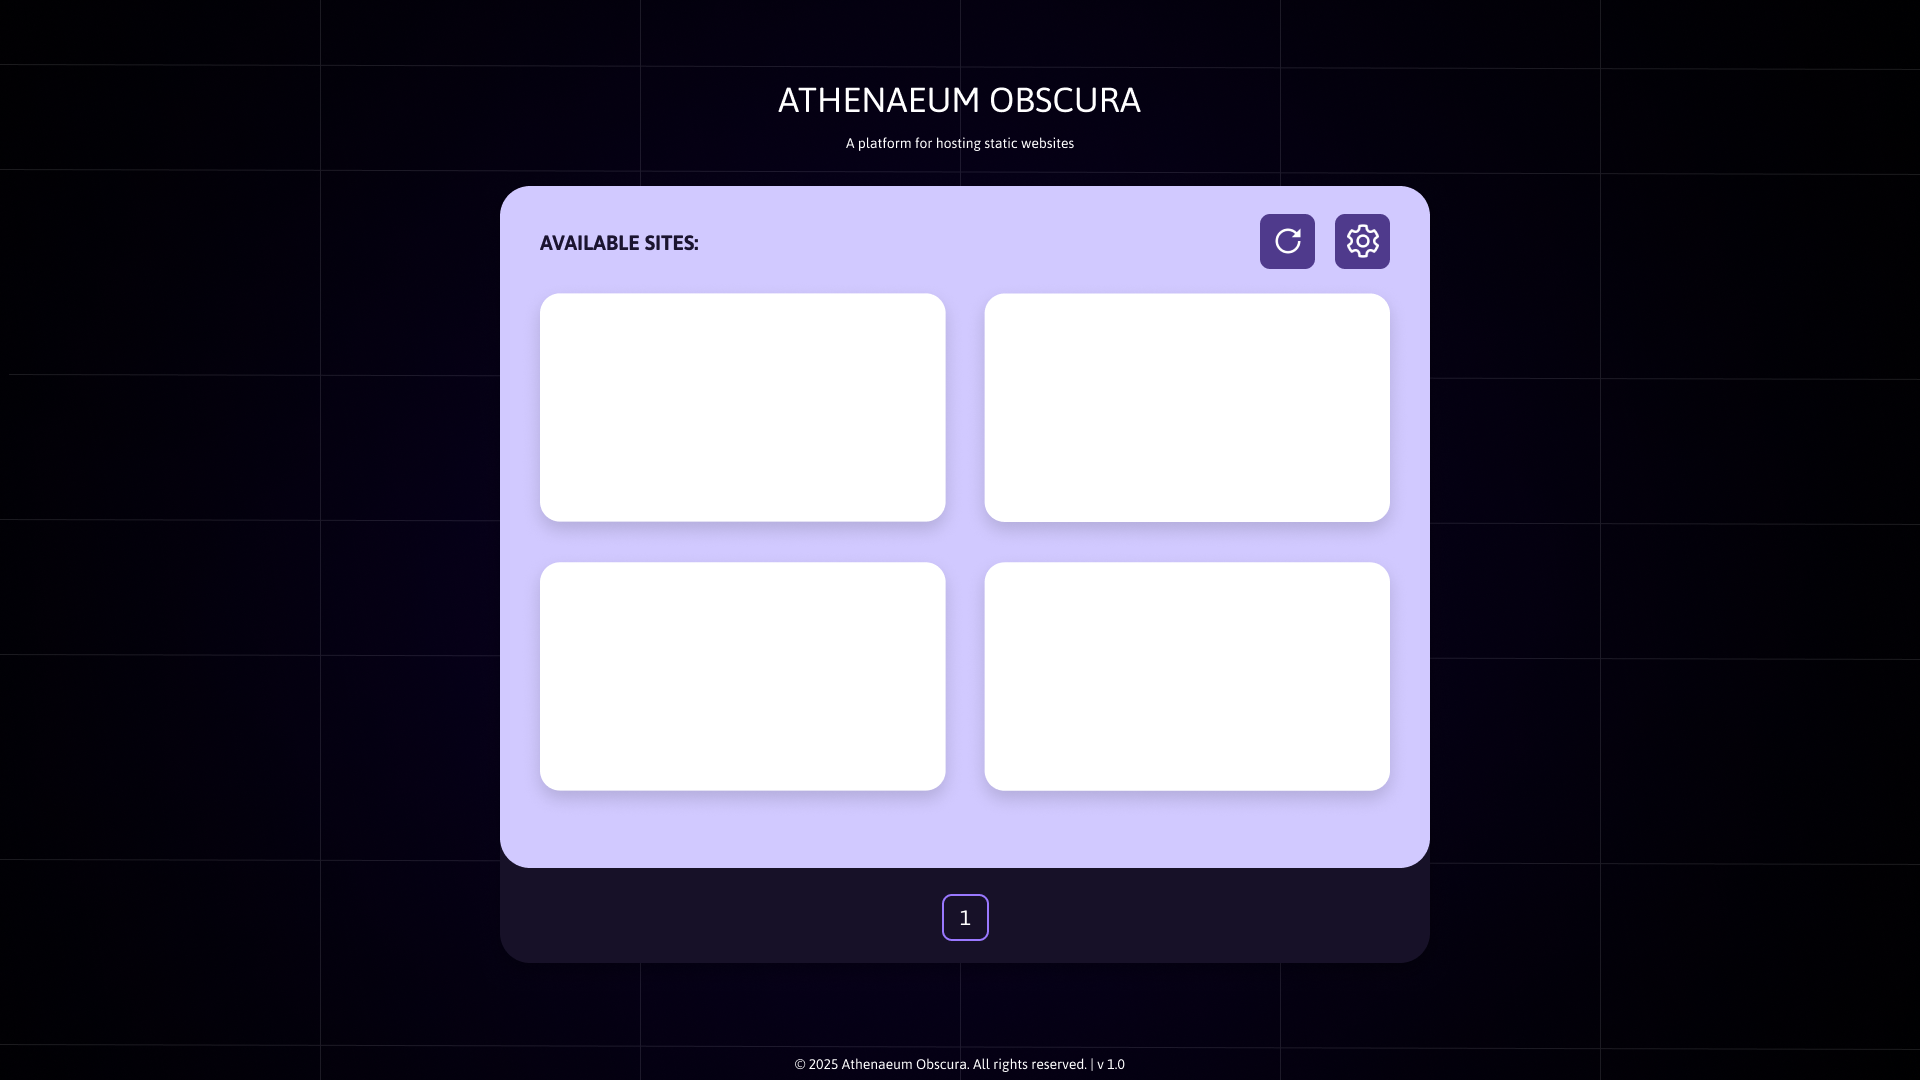 ATHENAEUM OBSCURA
A platform for hosting static websites
AVAILABLE SITES:
1
© 2025 Athenaeum Obscura. All rights reserved. | v 1.0